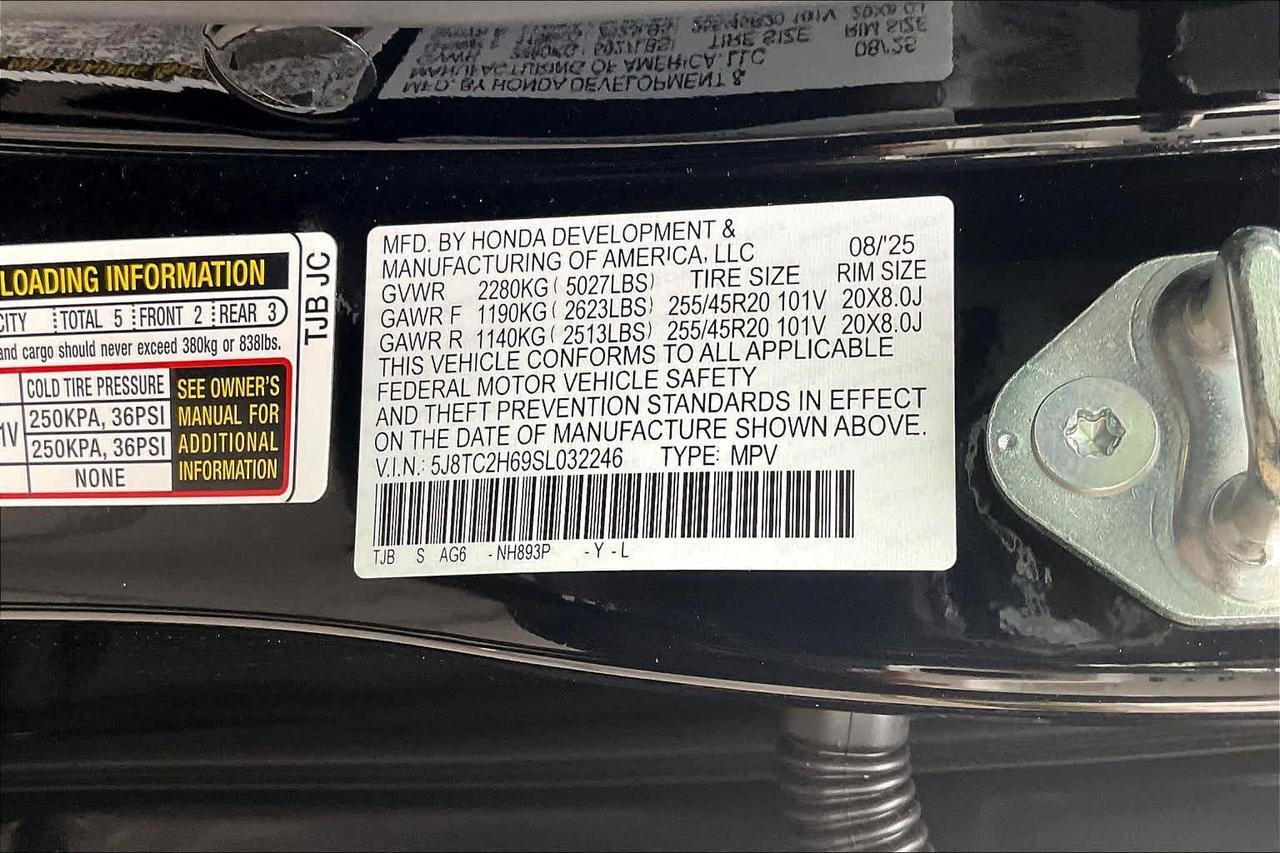 LOADING INFORMATION
CITY TOTAL 5 FRONT 2 REAR 3
and cargo should never exceed 380kg or 838lbs.
COLD TIRE PRESSURE
1V 250KPA, 36PSI
250KPA, 36PSI
NONE
SEE OWNER'S
MANUAL FOR
ADDITIONAL
INFORMATION
TJB JC
MFD. BY HONDA DEVELOPMENT &
MANUFACTURING OF AMERICA, LLC 08/'25
GVWR 2280KG ( 5027LBS) TIRE SIZE RIM SIZE
GAWR F 1190KG ( 2623LBS) 255/45R20 101V 20X8.0J
GAWR R 1140KG ( 2513LBS) 255/45R20 101V 20X8.0J
THIS VEHICLE CONFORMS TO ALL APPLICABLE
FEDERAL MOTOR VEHICLE SAFETY
AND THEFT PREVENTION STANDARDS IN EFFECT
ON THE DATE OF MANUFACTURE SHOWN ABOVE.
V.I.N.: 5J8TC2H69SL032246 TYPE: MPV
TJB S AG6 -NH893P -Y-L